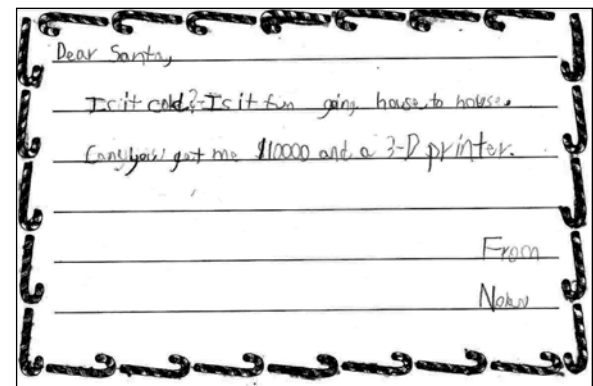 Dear Santa,
Is it cold? Is it fun going house to house.
Can you get me $10000 and a 3-D printer.
From